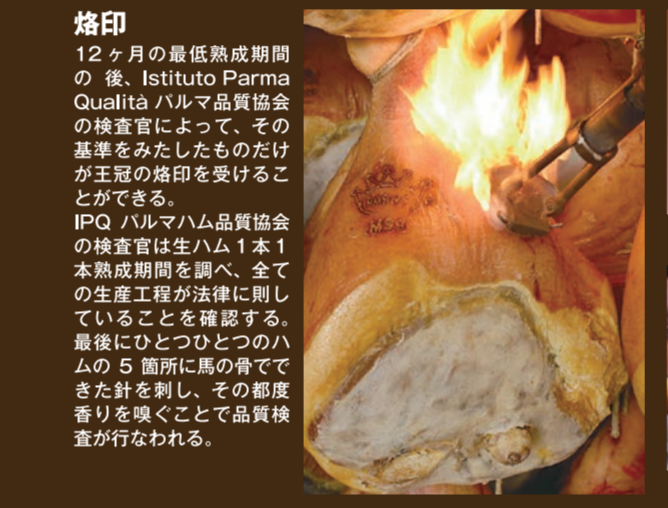 烙印
12ヶ月の最低熟成期間
の 後、Istituto Parma
Qualità パルマ品質協会
の検査官によって、その
基準をみたしたものだけ
が王冠の烙印を受けるこ
とができる。
IPQ パルマハム品質協会
の検査官は生ハム1本1
本熟成期間を調べ、全て
の生産工程が法律に則し
ていることを確認する。
最後にひとつひとつのハ
ムの 5 箇所に馬の骨でで
きた針を刺し、その都度
香りを嗅ぐことで品質検
査が行なわれる。